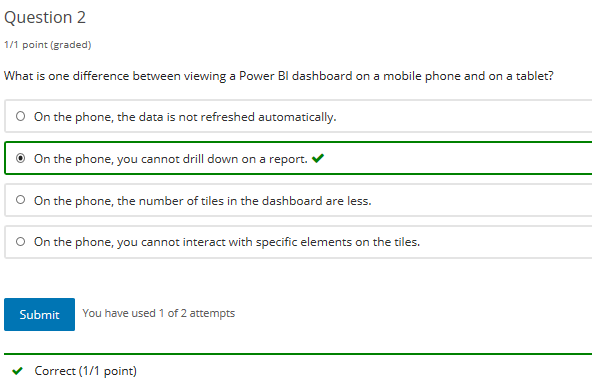 Question 2
1/1 point (graded)
What is one difference between viewing a Power BI dashboard on a mobile phone and on a tablet?
On the phone, the data is not refreshed automatically.
On the phone, you cannot drill down on a report.
On the phone, the number of tiles in the dashboard are less.
On the phone, you cannot interact with specific elements on the tiles.
Submit You have used 1 of 2 attempts
Correct (1/1 point)